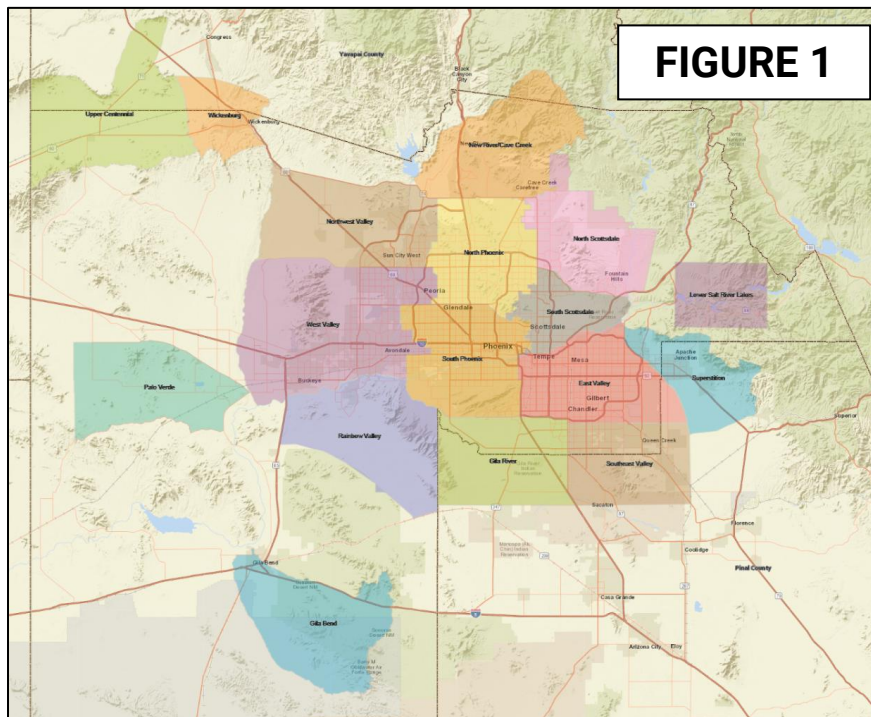 FIGURE 1
Congress
Yavapai County
Black
Canyon
City
Upper Centennial
Wickenburg
Wickenburg
New River/Cave Creek
Cave Creek
Carefree
Northwest Valley
North Scottsdale
Sun City West
North Phoenix
Fountain
Hills
Peoria
Lower Salt River Lakes
Glendale
South Scottsdale
West Valley
Scottsdale
Phoenix
Avondale
South Phoenix
Tempe
Mesa
Apache
Junction
Buckeye
East Valley
Superstition
Palo Verde
Gilbert
Chandler
Superior
Rainbow Valley
Queen Creek
Gila River
Southeast Valley
Sacaton
Florence
Coolidge
Gila Bend
Pinal County
Casa Grande
Gila Bend
Arizona City
Eloy